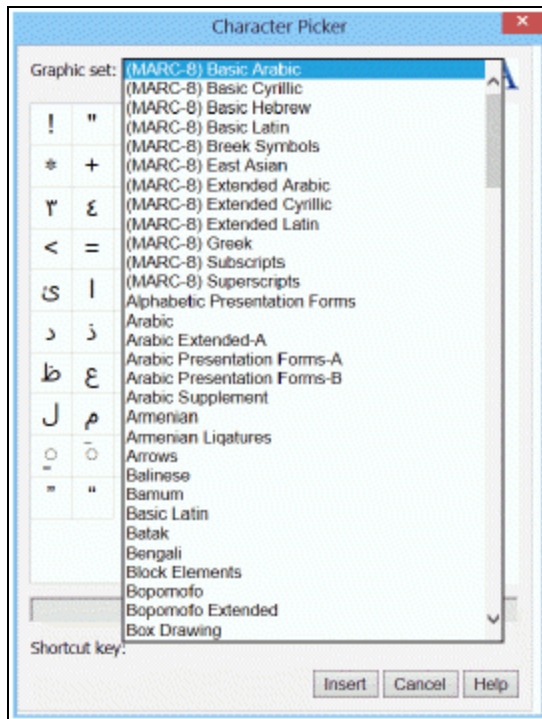 Character Picker
Graphic set: (MARC-8) Basic Arabic
(MARC-8) Basic Cyrillic
(MARC-8) Basic Hebrew
(MARC-8) Basic Latin
(MARC-8) Breek Symbols
(MARC-8) East Asian
(MARC-8) Extended Arabic
(MARC-8) Extended Cyrillic
(MARC-8) Extended Latin
(MARC-8) Greek
(MARC-8) Subscripts
(MARC-8) Superscripts
Alphabetic Presentation Forms
Arabic
Arabic Extended-A
Arabic Presentation Forms-A
Arabic Presentation Forms-B
Arabic Supplement
Armenian
Armenian Ligatures
Arrows
Balinese
Bamum
Basic Latin
Batak
Bengali
Block Elements
Bopomofo
Bopomofo Extended
Box Drawing
! "
* +
٣ ٤
< =
ئ ا
د ذ
ظ ع
ل م
” “
Shortcut key:
Insert Cancel Help